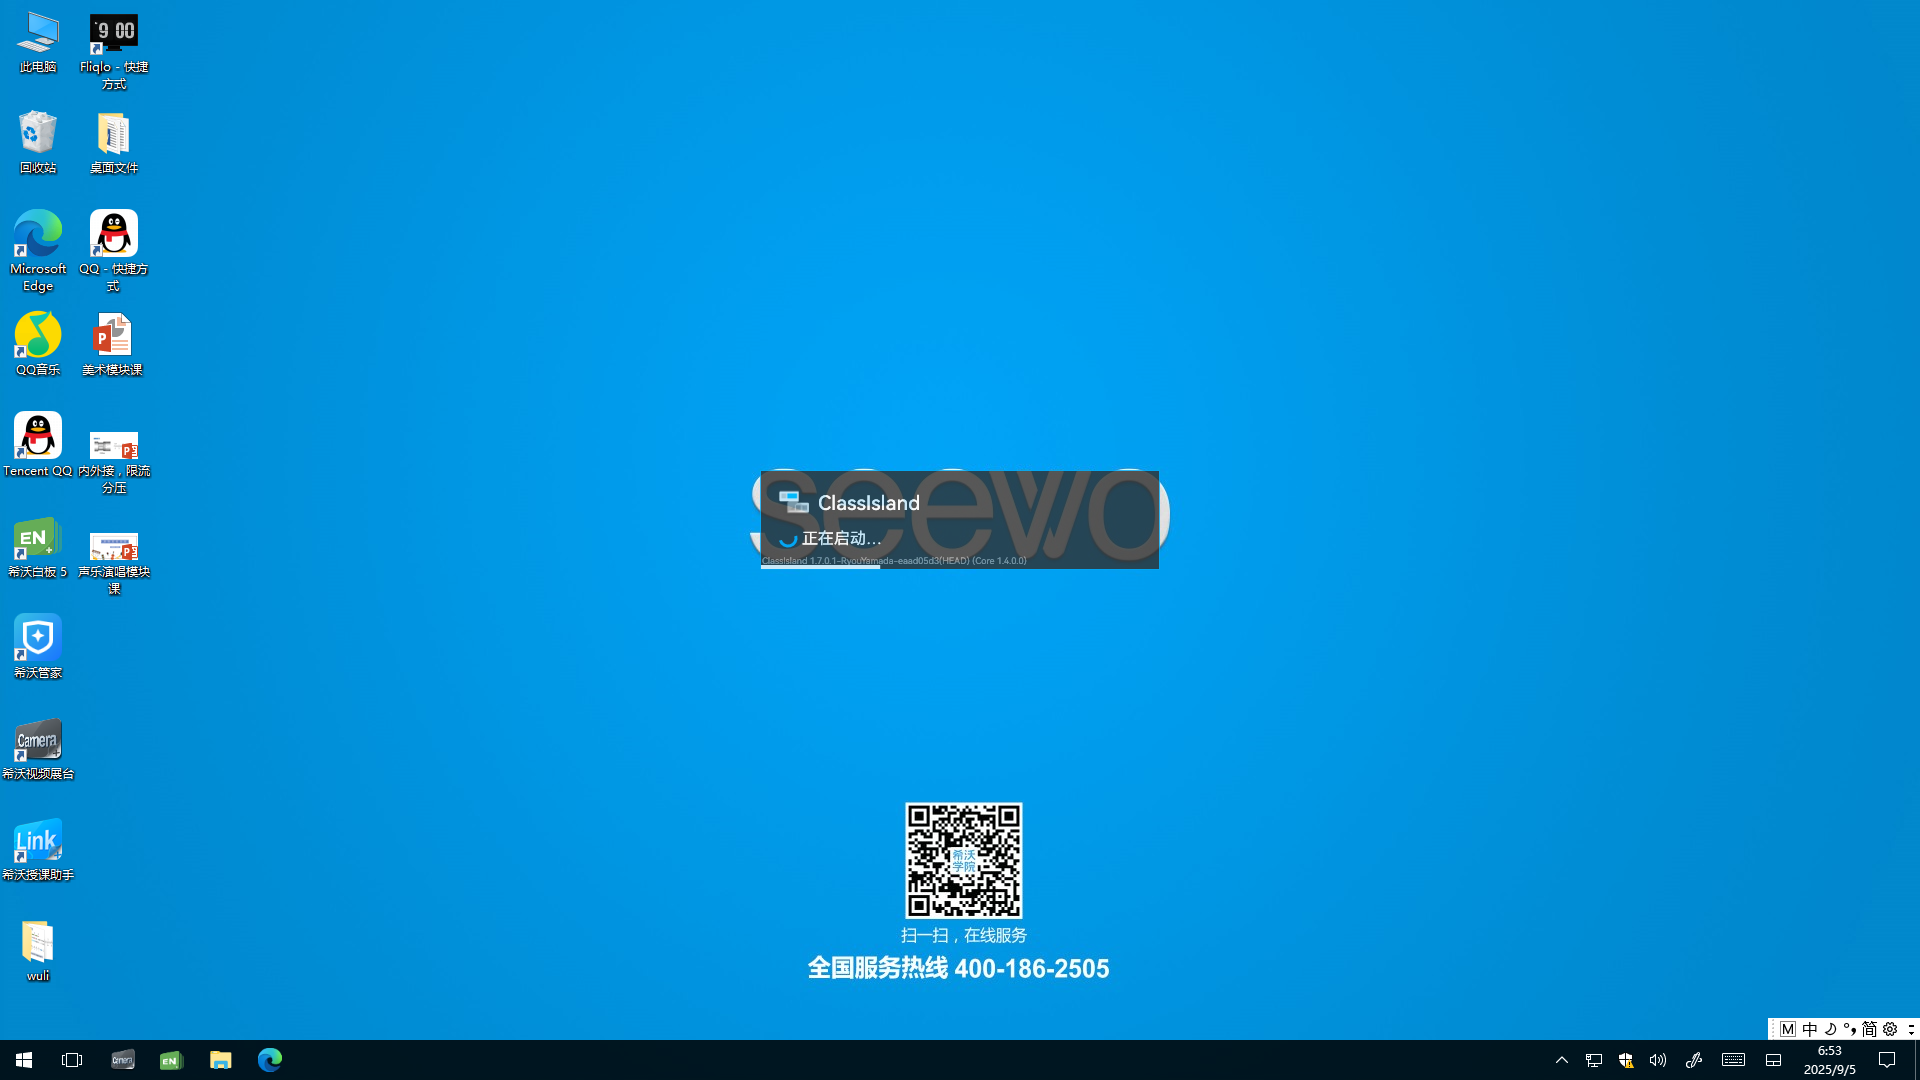 此电脑
9 00
Fliqlo - 快捷
方式
回收站
桌面文件
Microsoft
Edge
QQ - 快捷方
式
QQ音乐
P
美术模块课
Tencent QQ
P
内外接，限流
分压
EN
希沃白板 5
P
声乐演唱模块
课
希沃管家
Camera
希沃视频展台
Link
希沃授课助手
wuli
seewo
ClassIsland
正在启动...
ClassIsland 1.7.0.1-RyouYamada-eaad05d3(HEAD) (Core 1.4.0.0)
希沃
学院
扫一扫，在线服务
全国服务热线 400-186-2505
M 中 简
Camera
EN
6:53
2025/9/5